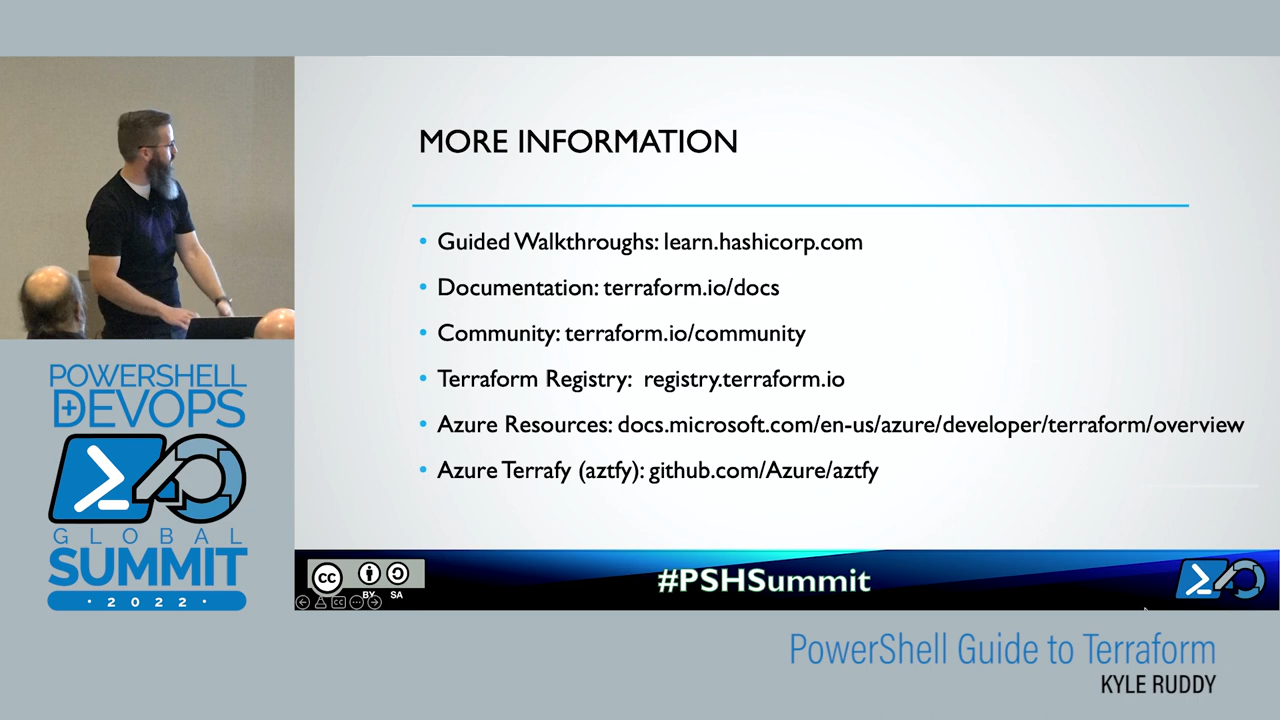 MORE INFORMATION
• Guided Walkthroughs: learn.hashicorp.com
• Documentation: terraform.io/docs
• Community: terraform.io/community
• Terraform Registry: registry.terraform.io
• Azure Resources: docs.microsoft.com/en-us/azure/developer/terraform/overview
• Azure Terrafy (aztfy): github.com/Azure/aztfy
POWERSHELL
+DEVOPS
GLOBAL
SUMMIT
· 2022 ·
cc
BY SA
CC
#PSHSummit
PowerShell Guide to Terraform
KYLE RUDDY